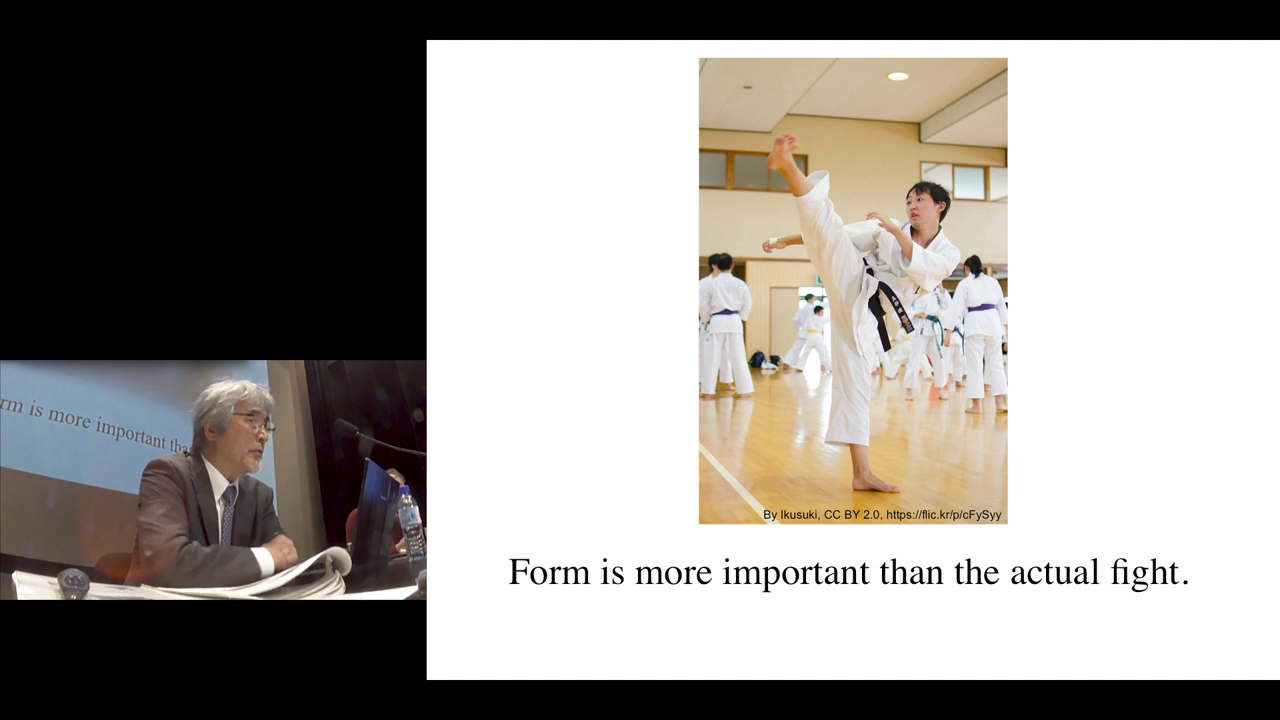 rm is more important tha
By Ikusuki, CC BY 2.0, https://flic.kr/p/cFySyy
Form is more important than the actual fight.